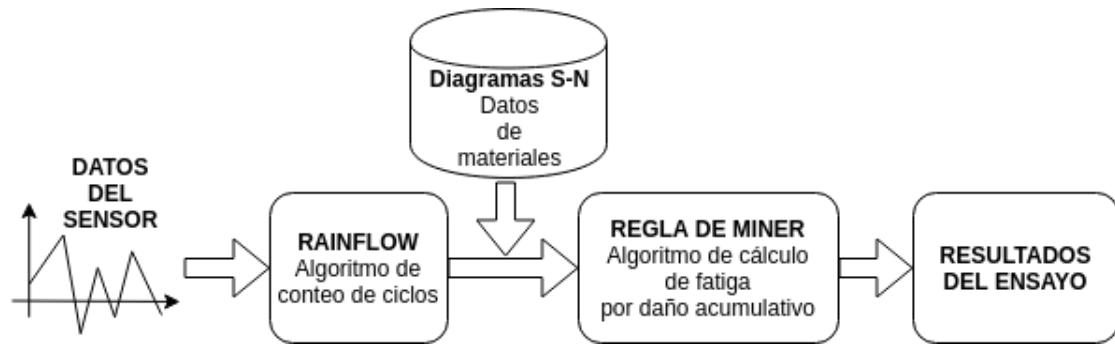 Diagramas S-N
Datos
de
materiales
DATOS
DEL
SENSOR
RAINFLOW
Algoritmo de
conteo de ciclos
REGLA DE MINER
Algoritmo de cálculo
de fatiga
por daño acumulativo
RESULTADOS
DEL ENSAYO